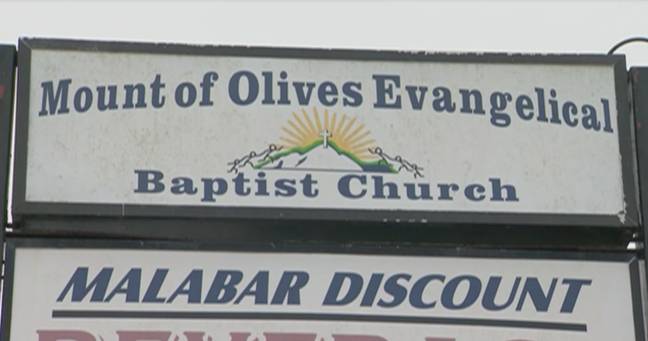 Mount of Olives Evangelical
Baptist Church
MALABAR DISCOUNT